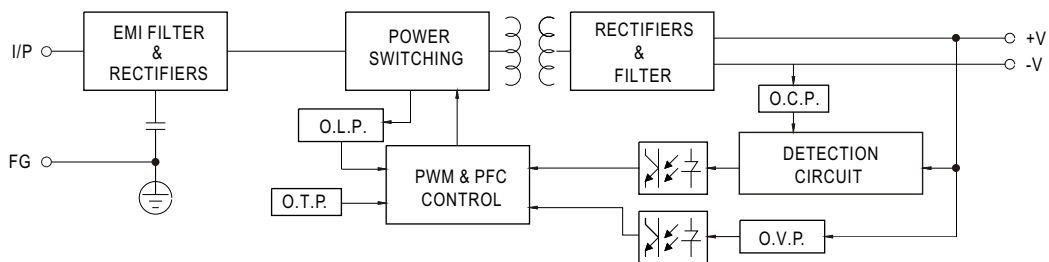 I/P
EMI FILTER
&
RECTIFIERS
POWER
SWITCHING
RECTIFIERS
&
FILTER
+V
-V
O.C.P.
O.L.P.
FG
PWM & PFC
CONTROL
DETECTION
CIRCUIT
O.T.P.
O.V.P.